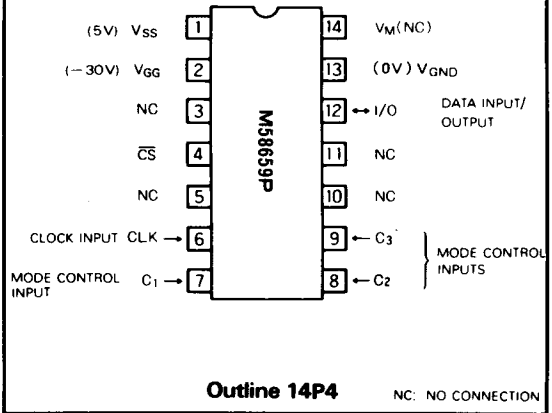 (5V) VSS 1
(−30V) VGG 2
NC 3
C̅S̅ 4
NC 5
CLOCK INPUT CLK → 6
MODE CONTROL INPUT C1 → 7
M58659P
14 VM(NC)
13 (0V) VGND
12 ↔ I/O DATA INPUT/ OUTPUT
11 NC
10 NC
9 ← C3
8 ← C2
MODE CONTROL
INPUTS
Outline 14P4
NC: NO CONNECTION